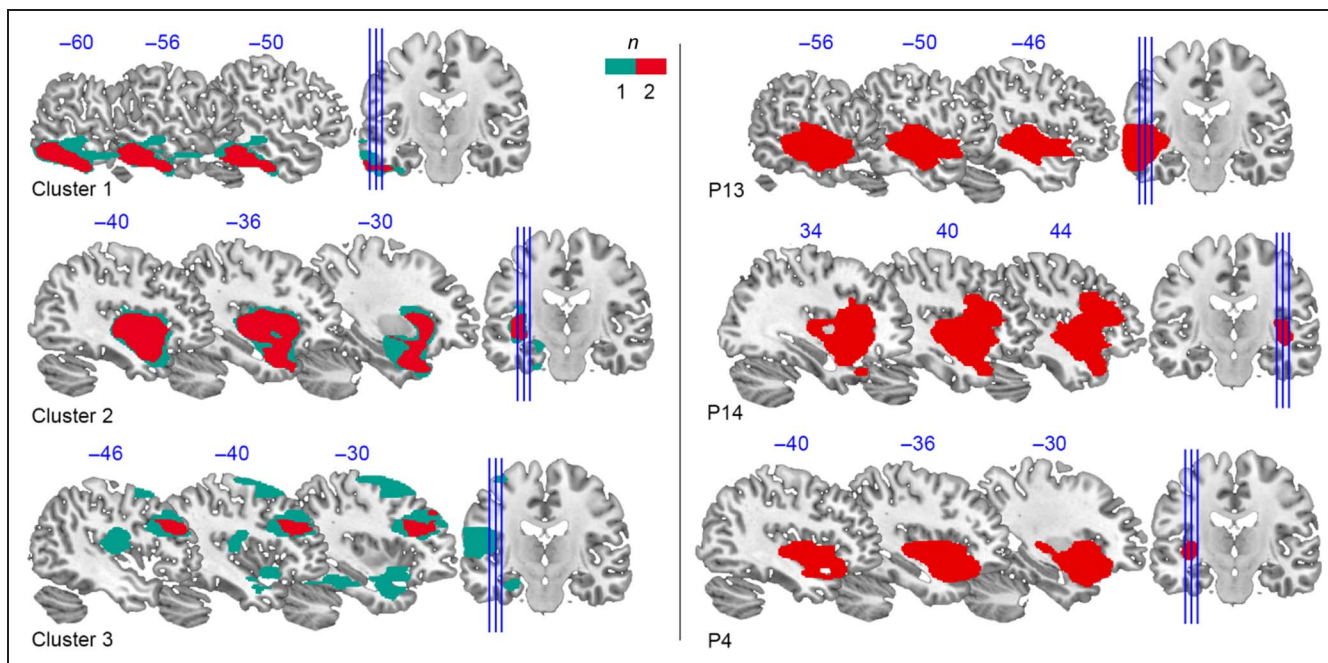 –60 –56 –50
n
1 2
Cluster 1
–40 –36 –30
Cluster 2
–46 –40 –30
Cluster 3
–56 –50 –46
P13
34 40 44
P14
–40 –36 –30
P4